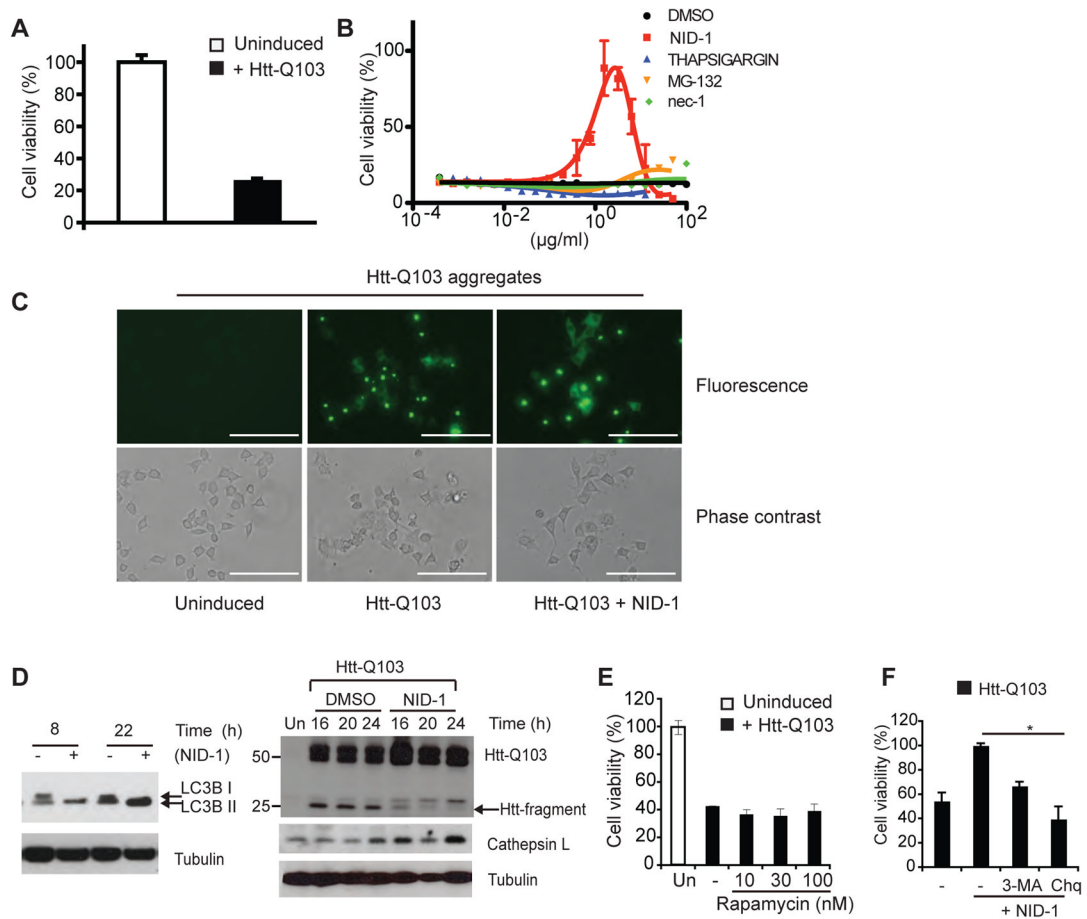 A
Uninduced
+ Htt-Q103
Cell viability (%)
100
80
60
40
20
0
B
DMSO
NID-1
THAPSIGARGIN
MG-132
nec-1
Cell viability (%)
100
50
0
10-4 10-2 100 102
(µg/ml)
C
Htt-Q103 aggregates
Fluorescence
Phase contrast
Uninduced Htt-Q103 Htt-Q103 + NID-1
D
8 22 Time (h)
- + - + (NID-1)
LC3B I
LC3B II
Tubulin
Htt-Q103
DMSO NID-1
Un 16 20 24 16 20 24 Time (h)
50
Htt-Q103
25
Htt-fragment
Cathepsin L
Tubulin
E
Uninduced
+ Htt-Q103
Cell viability (%)
120
100
80
60
40
20
0
Un - 10 30 100
Rapamycin (nM)
F
Htt-Q103
Cell viability (%)
120
100
80
60
40
20
0
*
- - 3-MA Chq
+ NID-1